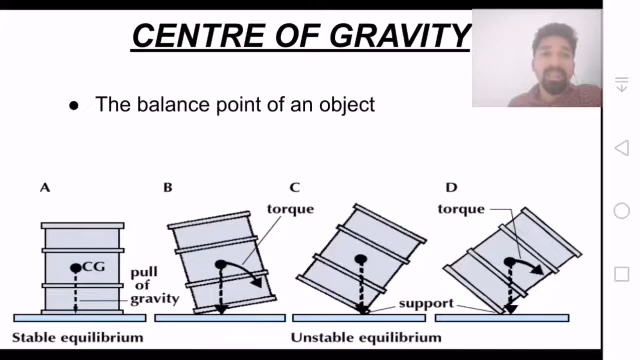 CENTRE OF GRAVITY
● The balance point of an object
A
B
C
D
torque
torque
CG
pull
of
gravity
support
Stable equilibrium
Unstable equilibrium